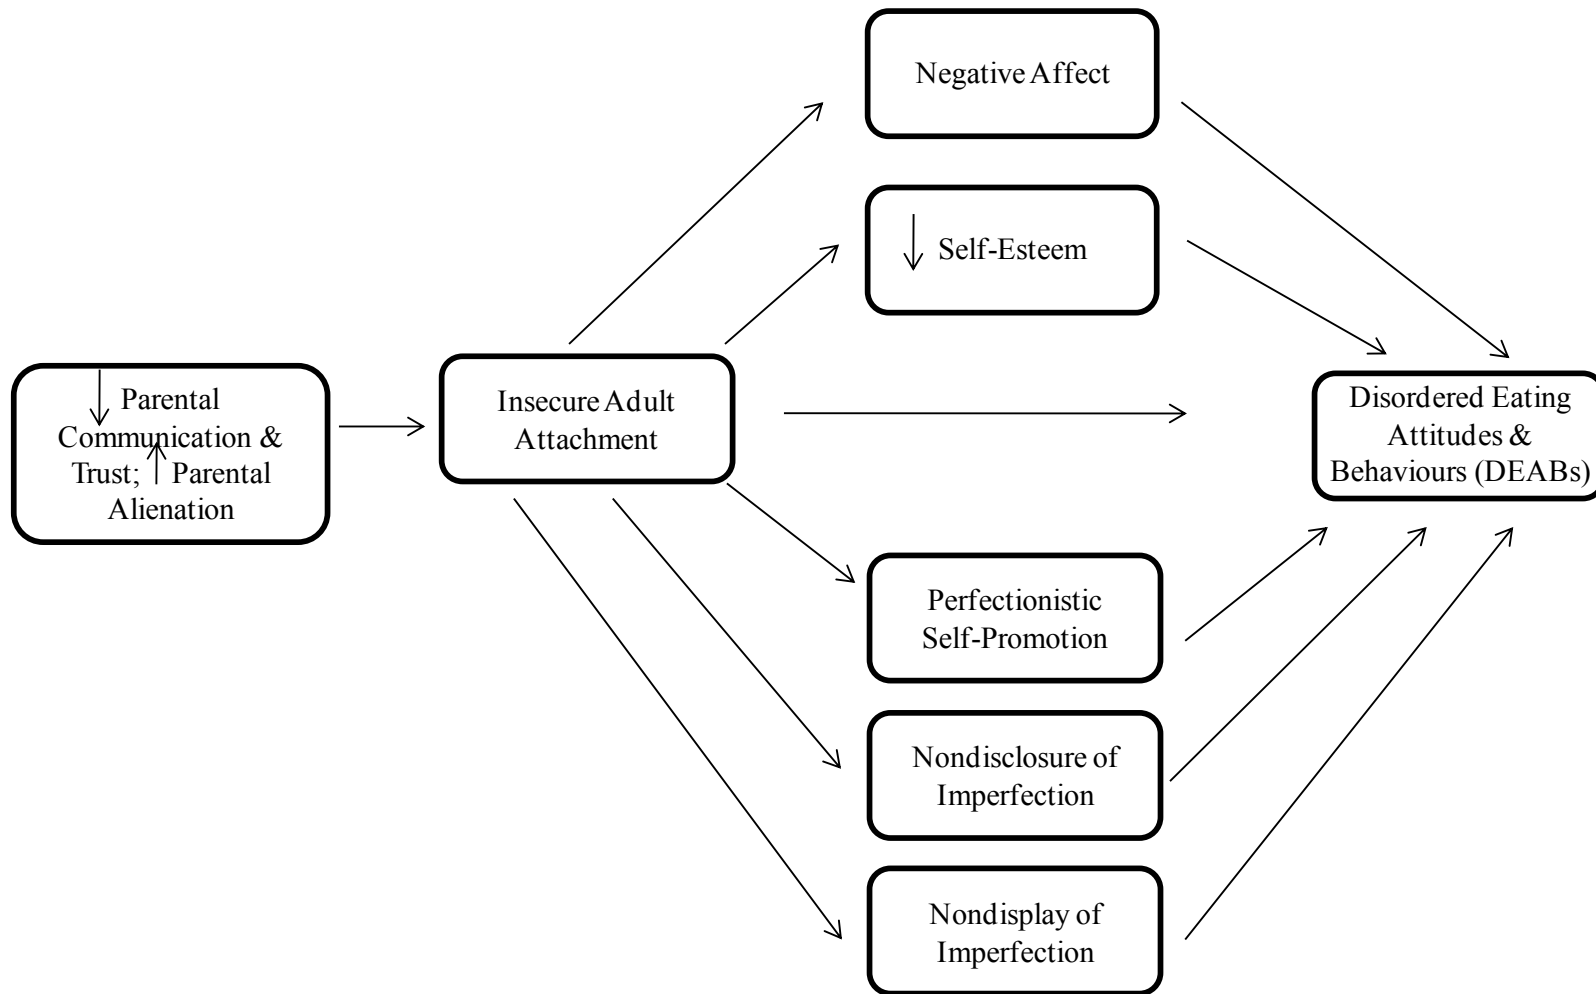 Negative Affect
↓ Self-Esteem
↓ Parental
Communication &
Trust; ↑ Parental
Alienation
Insecure Adult
Attachment
Disordered Eating
Attitudes &
Behaviours (DEABs)
Perfectionistic
Self-Promotion
Nondisclosure of
Imperfection
Nondisplay of
Imperfection